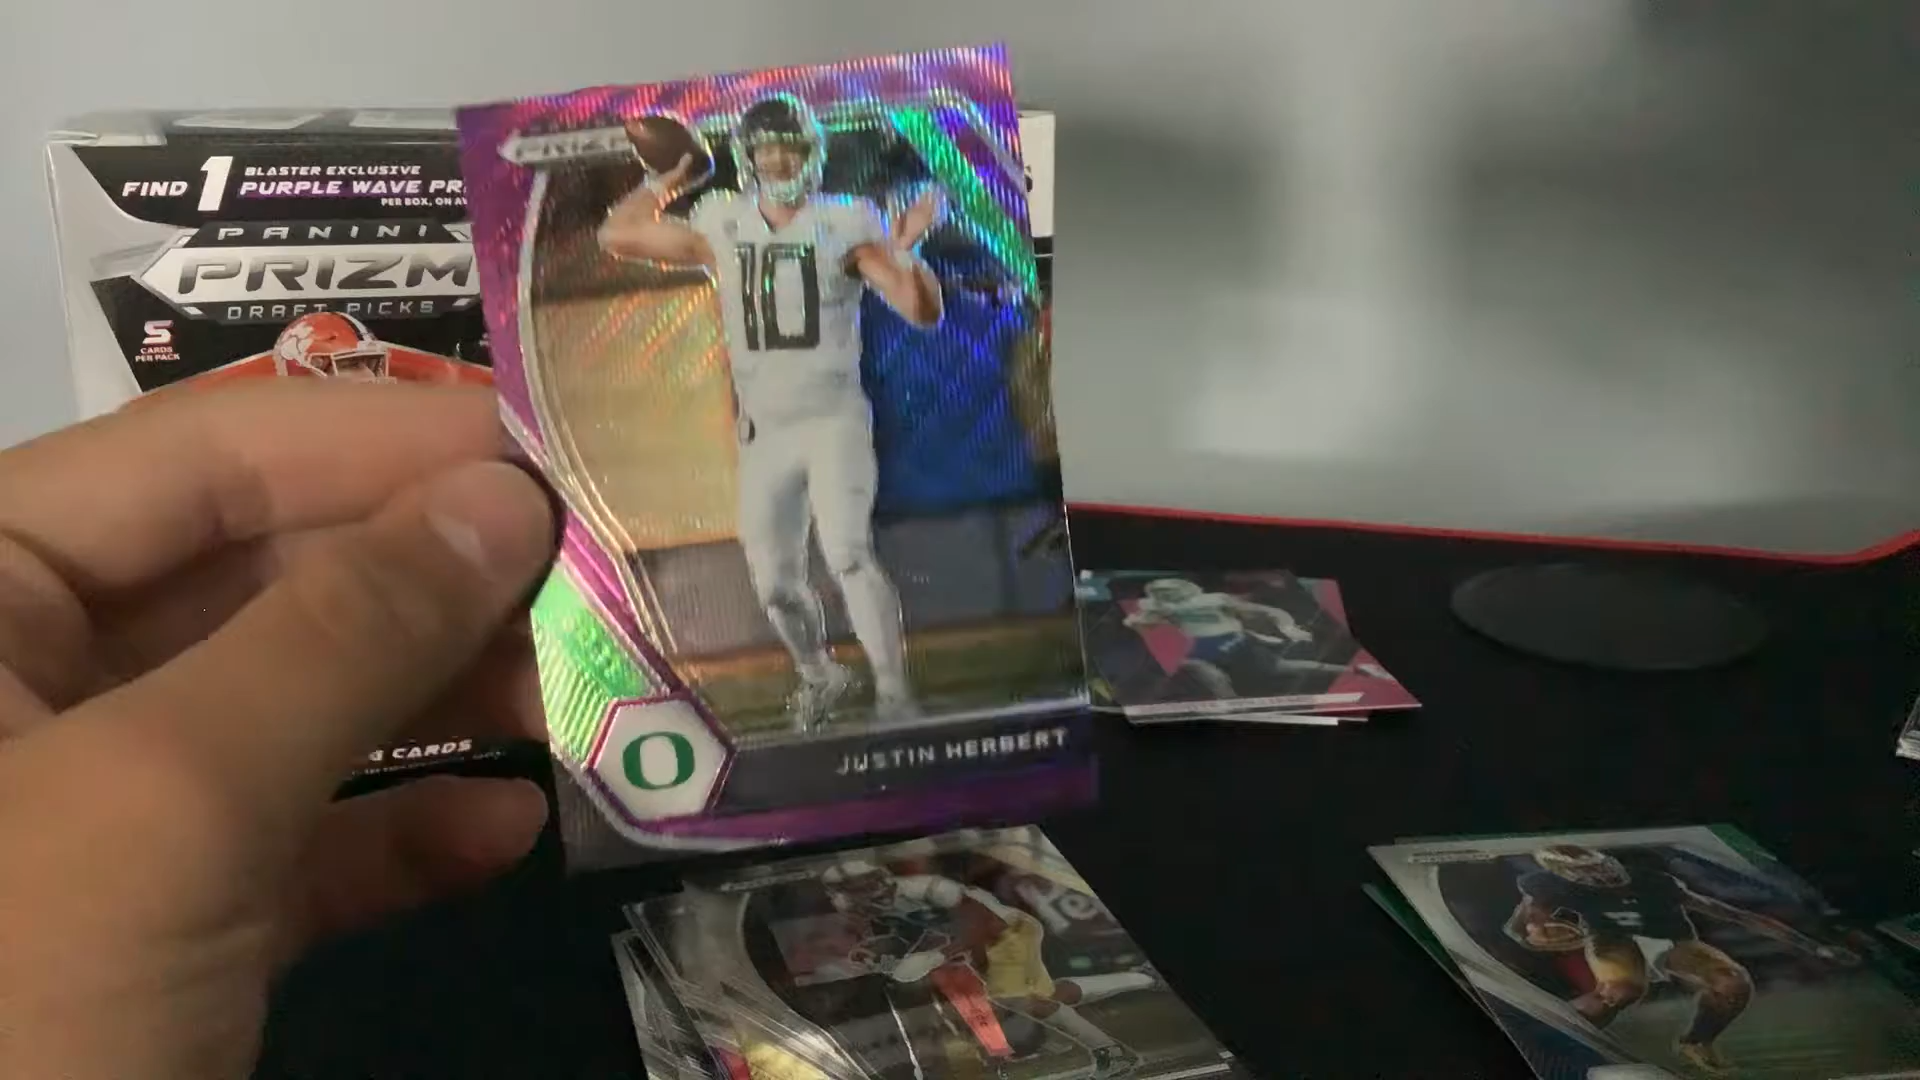 FIND 1 BLASTER EXCLUSIVE
PURPLE WAVE PR
PER BOX, ON
PANINI
PRIZM
DRAFT PICKS
5
CARDS
PER PACK
CARDS
PRIZM
10
O
JUSTIN HERBERT